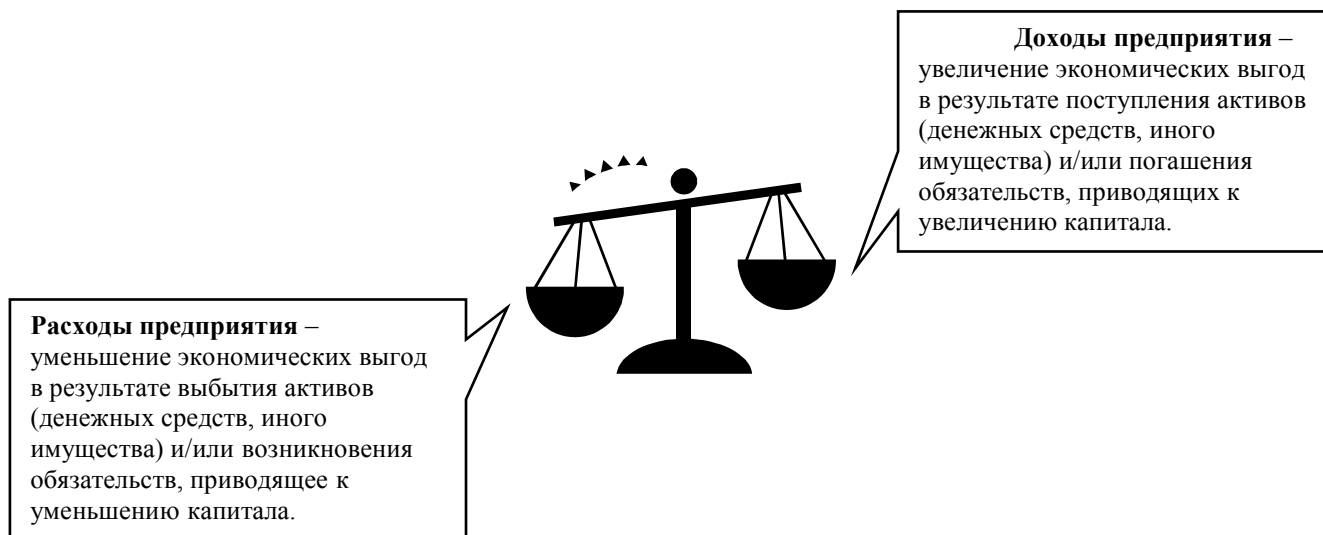 Доходы предприятия –
увеличение экономических выгод
в результате поступления активов
(денежных средств, иного
имущества) и/или погашения
обязательств, приводящих к
увеличению капитала.
Расходы предприятия –
уменьшение экономических выгод
в результате выбытия активов
(денежных средств, иного
имущества) и/или возникновения
обязательств, приводящее к
уменьшению капитала.